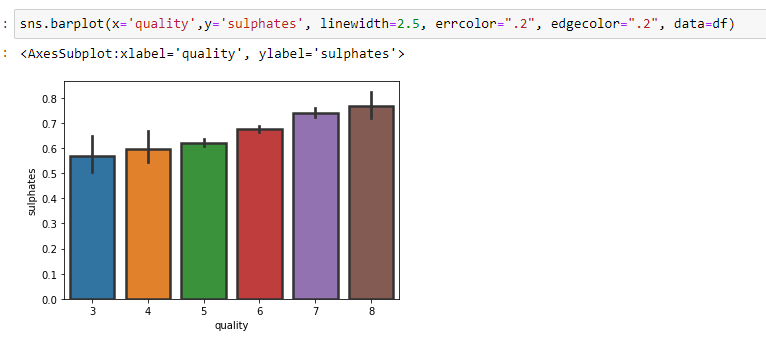 : sns.barplot(x='quality',y='sulphates', linewidth=2.5, errcolor=".2", edgecolor=".2", data=df)
: <AxesSubplot:xlabel='quality', ylabel='sulphates'>
0.8
0.7
0.6
0.5
0.4
0.3
0.2
0.1
0.0
sulphates
3 4 5 6 7 8
quality